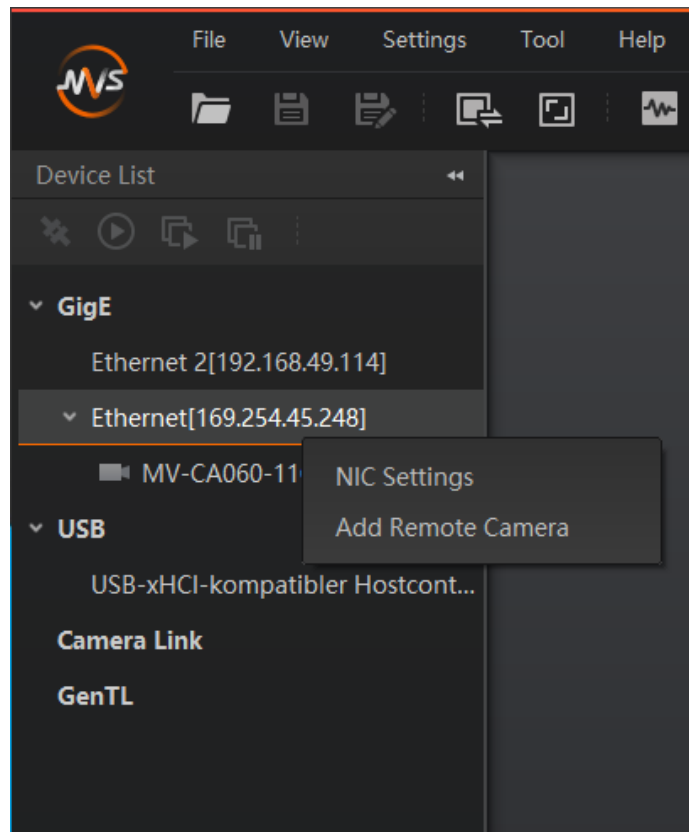 MVS
File View Settings Tool Help
Device List
GigE
Ethernet 2[192.168.49.114]
Ethernet[169.254.45.248]
MV-CA060-11
NIC Settings
Add Remote Camera
USB
USB-xHCI-kompatibler Hostcont...
Camera Link
GenTL